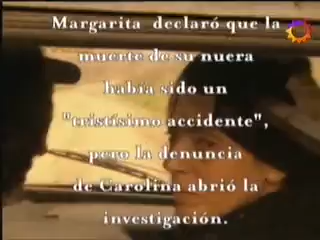 Margarita declaró que la
muerte de su nuera
había sido un
"tristísimo accidente",
pero la denuncia
de Carolina abrió la
investigación.